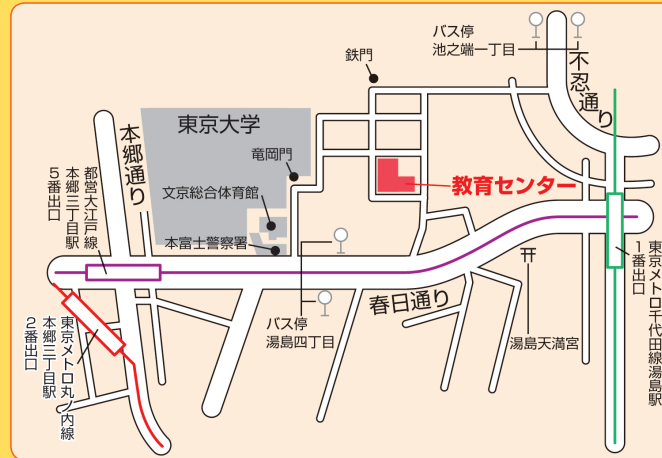 バス停
池之端一丁目
不忍通り
鉄門
東京大学
竜岡門
本郷通り
都営大江戸線
本郷三丁目駅
5番出口
文京総合体育館
教育センター
本富士警察署
東京メトロ千代田線湯島駅
1番出口
春日通り
バス停
湯島四丁目
湯島天満宮
東京メトロ丸ノ内線
本郷三丁目駅
2番出口